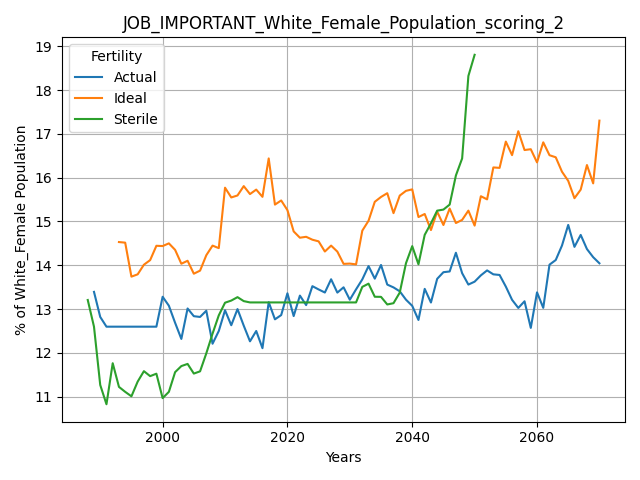 JOB_IMPORTANT_White_Female_Population_scoring_2
Fertility
Actual
Ideal
Sterile
% of White_Female Population
19
18
17
16
15
14
13
12
11
2000
2020
2040
2060
Years